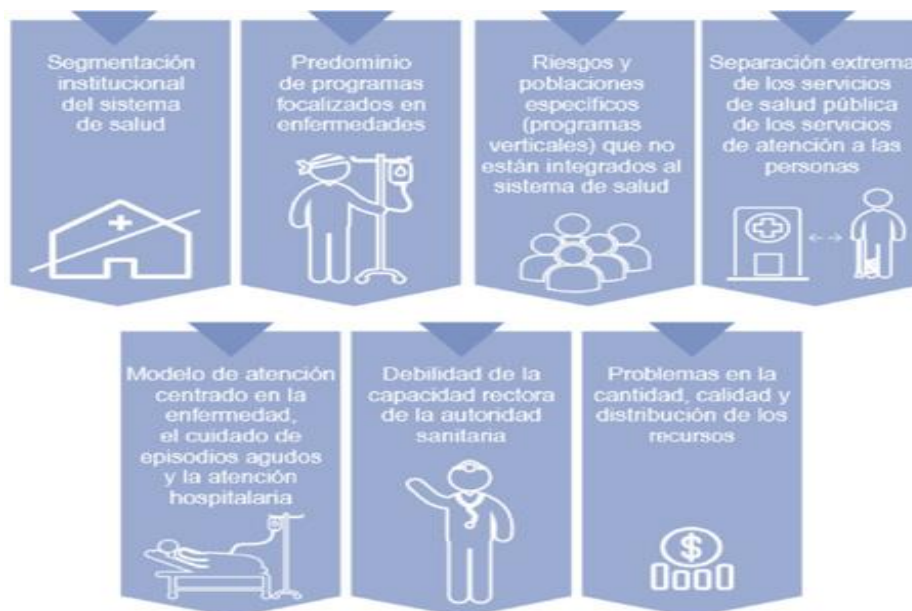 Segmentación
institucional
del sistema
de salud
Predominio
de programas
focalizados en
enfermedades
Riesgos y
poblaciones
específicos
(programas
verticales) que no
están integrados al
sistema de salud
Separación extrema
de los servicios
de salud pública
de los servicios
de atención a las
personas
Modelo de atención
centrado en la
enfermedad,
el cuidado de
episodios agudos
y la atención
hospitalaria
Debilidad de la
capacidad rectora
de la autoridad
sanitaria
Problemas en la
cantidad, calidad y
distribución de los
recursos
$